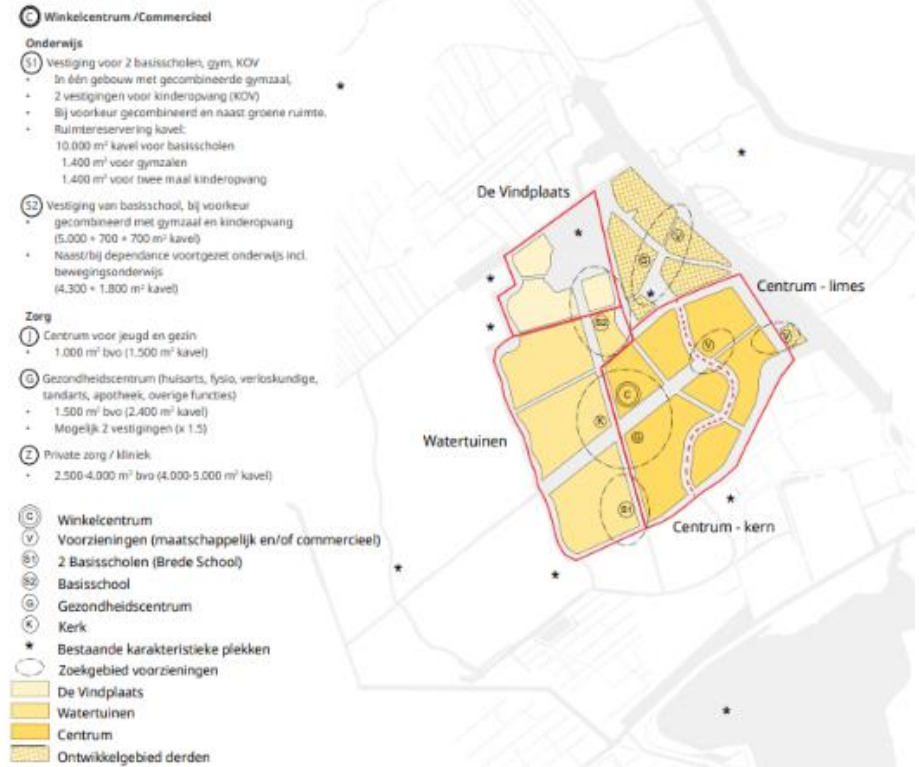 C Winkelcentrum /Commercieel
Onderwijs
S1 Vestiging voor 2 basisscholen, gym, KOV
• In één gebouw met gecombineerde gymzaal,
• 2 vestigingen voor kinderopvang (KOV)
• Bij voorkeur gecombineerd en naast groene ruimte.
• Ruimtereservering kavel:
10.000 m² kavel voor basisscholen
1.400 m² voor gymzalen
1.400 m² voor twee maal kinderopvang
S2 Vestiging van basisschool, bij voorkeur
• gecombineerd met gymzaal en kinderopvang
(5.000 + 700 + 700 m² kavel)
• Naast/bij dependance voortgezet onderwijs incl.
bewegingsonderwijs
(4.300 + 1.800 m² kavel)
Zorg
J Centrum voor jeugd en gezin
• 1.000 m² bvo (1.500 m² kavel)
G Gezondheidscentrum (huisarts, fysio, verloskundige,
tandarts, apotheek, overige functies)
• 1.500 m² bvo (2.400 m² kavel)
• Mogelijk 2 vestigingen (x 1.5)
Z Private zorg / kliniek
• 2.500-4.000 m² bvo (4.000-5.000 m² kavel)
C Winkelcentrum
V Voorzieningen (maatschappelijk en/of commercieel)
S1 2 Basisscholen (Brede School)
S2 Basisschool
G Gezondheidscentrum
K Kerk
* Bestaande karakteristieke plekken
Zoekgebied voorzieningen
De Vindplaats
Watertuinen
Centrum
Ontwikkelgebied derden
De Vindplaats
Centrum - limes
S2
V
C
K
G
Watertuinen
S1
Centrum - kern